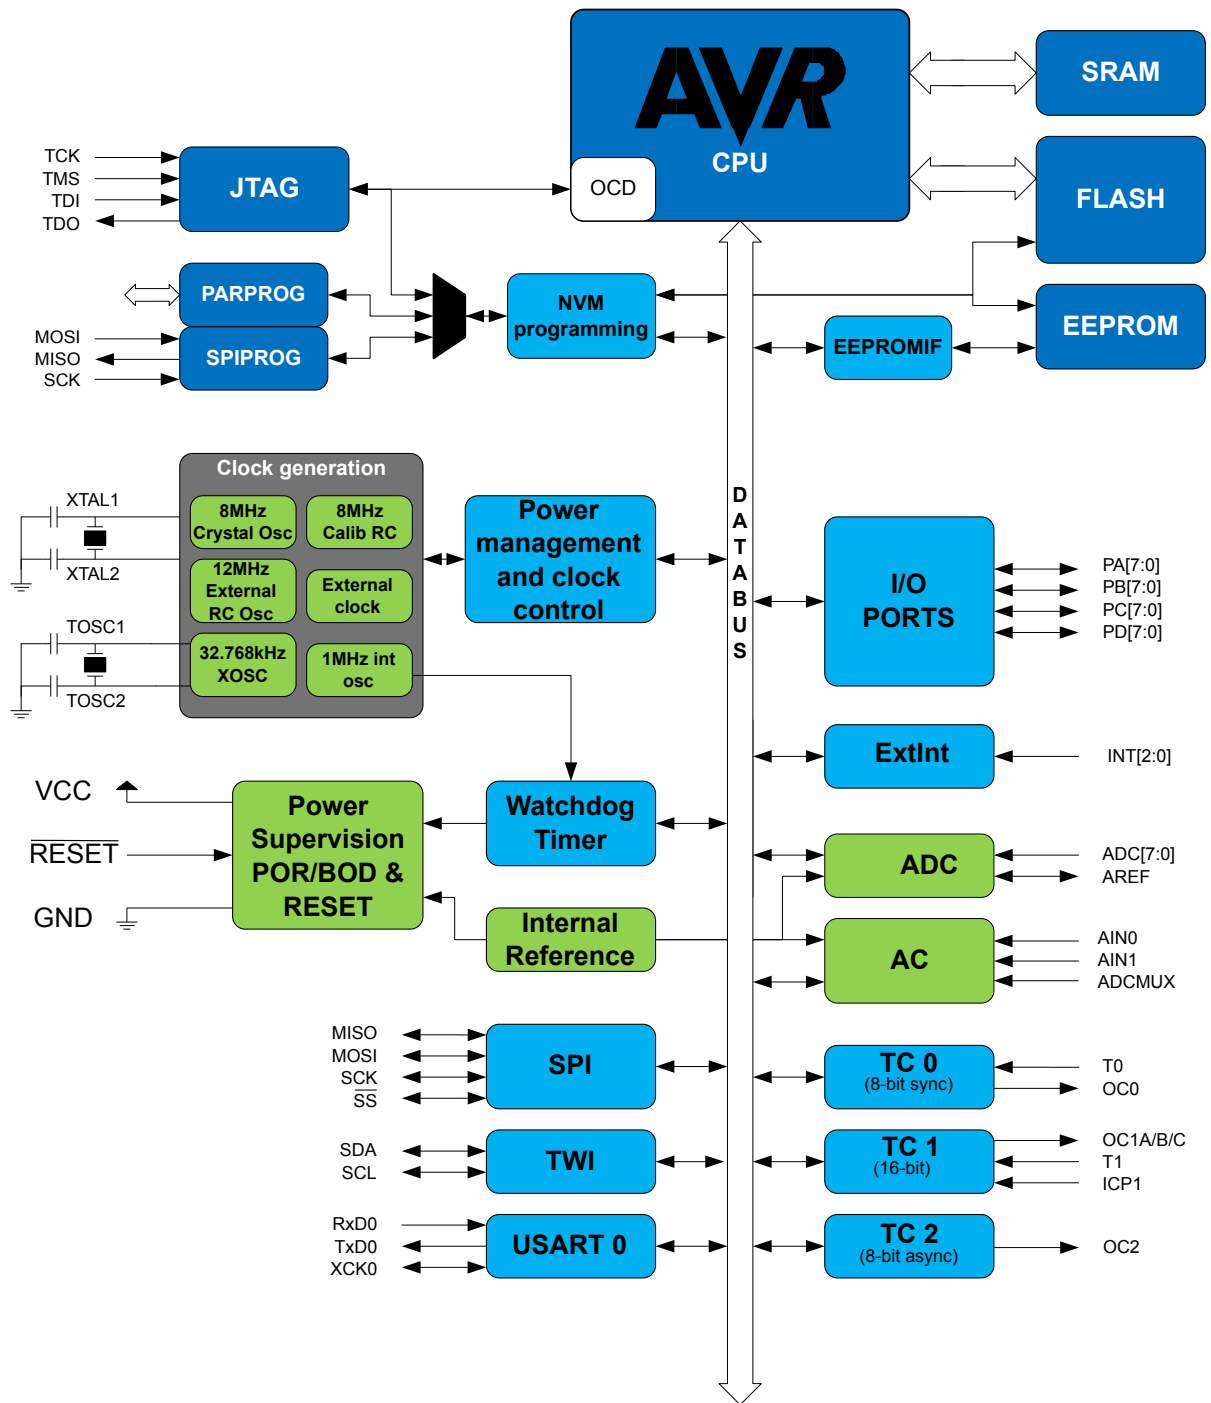 AVR
CPU
OCD
SRAM
FLASH
EEPROM
TCK
TMS
TDI
TDO
JTAG
PARPROG
MOSI
MISO
SCK
SPIPROG
NVM
programming
EEPROMIF
Clock generation
8MHz
Crystal Osc
8MHz
Calib RC
12MHz
External
RC Osc
External
clock
32.768kHz
XOSC
1MHz int
osc
XTAL1
XTAL2
TOSC1
TOSC2
Power
management
and clock
control
DATABUS
I/O
PORTS
PA[7:0]
PB[7:0]
PC[7:0]
PD[7:0]
ExtInt
INT[2:0]
VCC
RESET
GND
Power
Supervision
POR/BOD &
RESET
Watchdog
Timer
Internal
Reference
ADC
ADC[7:0]
AREF
AC
AIN0
AIN1
ADCMUX
MISO
MOSI
SCK
SS
SPI
TC 0
(8-bit sync)
T0
OC0
SDA
SCL
TWI
TC 1
(16-bit)
OC1A/B/C
T1
ICP1
RxD0
TxD0
XCK0
USART 0
TC 2
(8-bit async)
OC2